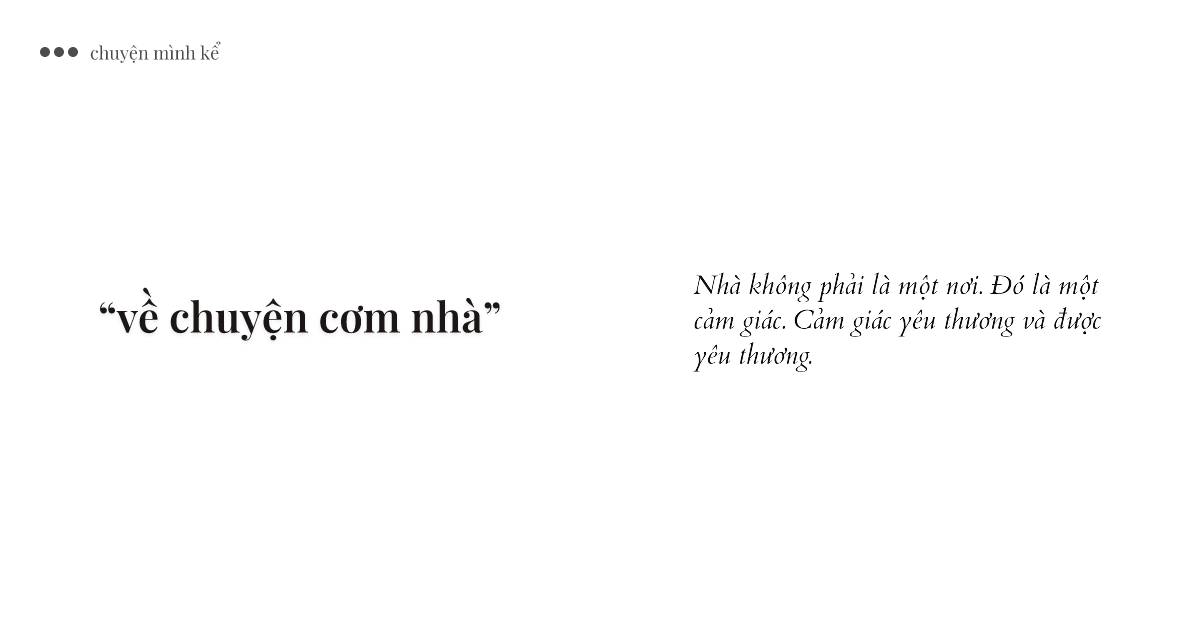 chuyện mình kể
“về chuyện cơm nhà”
Nhà không phải là một nơi. Đó là một
cảm giác. Cảm giác yêu thương và được
yêu thương.